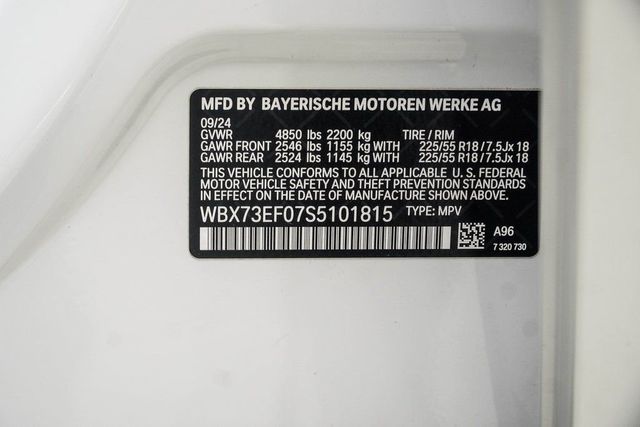 MFD BY BAYERISCHE MOTOREN WERKE AG
09/24
GVWR 4850 lbs 2200 kg TIRE / RIM
GAWR FRONT 2546 lbs 1155 kg WITH 225/55 R18 / 7.5Jx 18
GAWR REAR 2524 lbs 1145 kg WITH 225/55 R18 / 7.5Jx 18
THIS VEHICLE CONFORMS TO ALL APPLICABLE U. S. FEDERAL
MOTOR VEHICLE SAFETY AND THEFT PREVENTION STANDARDS
IN EFFECT ON THE DATE OF MANUFACTURE SHOWN ABOVE.
WBX73EF07S5101815 TYPE: MPV
A96
7 320 730